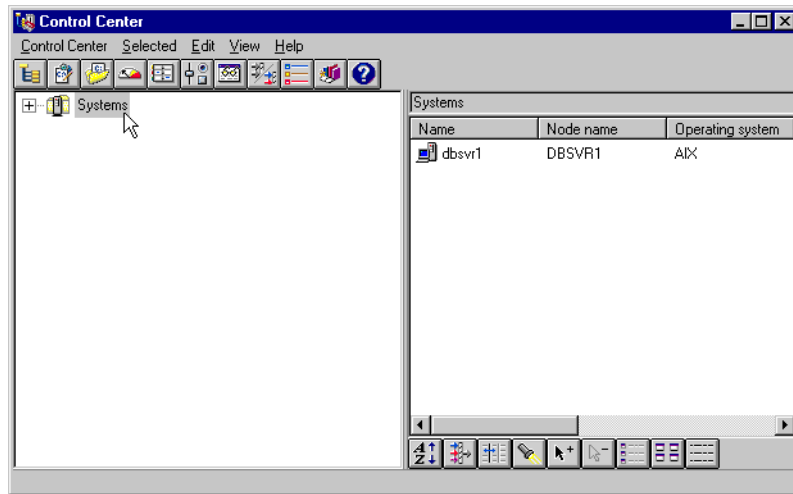 Control Center
Control Center Selected Edit View Help
Systems
Systems
Name Node name Operating system
dbsvr1 DBSVR1 AIX